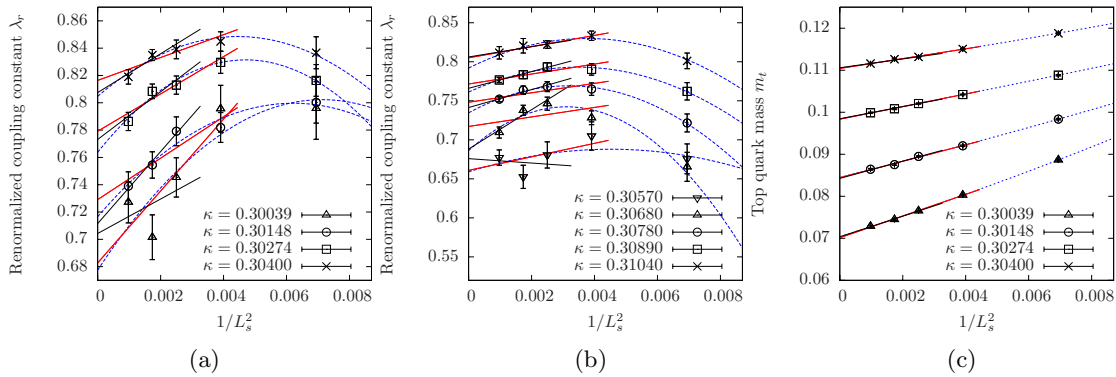 Renormalized coupling constant λ_r
0.86
0.84
0.82
0.8
0.78
0.76
0.74
0.72
0.7
0.68
0 0.002 0.004 0.006 0.008
1/L_s^2
κ = 0.30039
κ = 0.30148
κ = 0.30274
κ = 0.30400
(a)
Renormalized coupling constant λ_r
0.85
0.8
0.75
0.7
0.65
0.6
0.55
0 0.002 0.004 0.006 0.008
1/L_s^2
κ = 0.30570
κ = 0.30680
κ = 0.30780
κ = 0.30890
κ = 0.31040
(b)
Top quark mass m_t
0.12
0.11
0.1
0.09
0.08
0.07
0.06
0 0.002 0.004 0.006 0.008
1/L_s^2
κ = 0.30039
κ = 0.30148
κ = 0.30274
κ = 0.30400
(c)